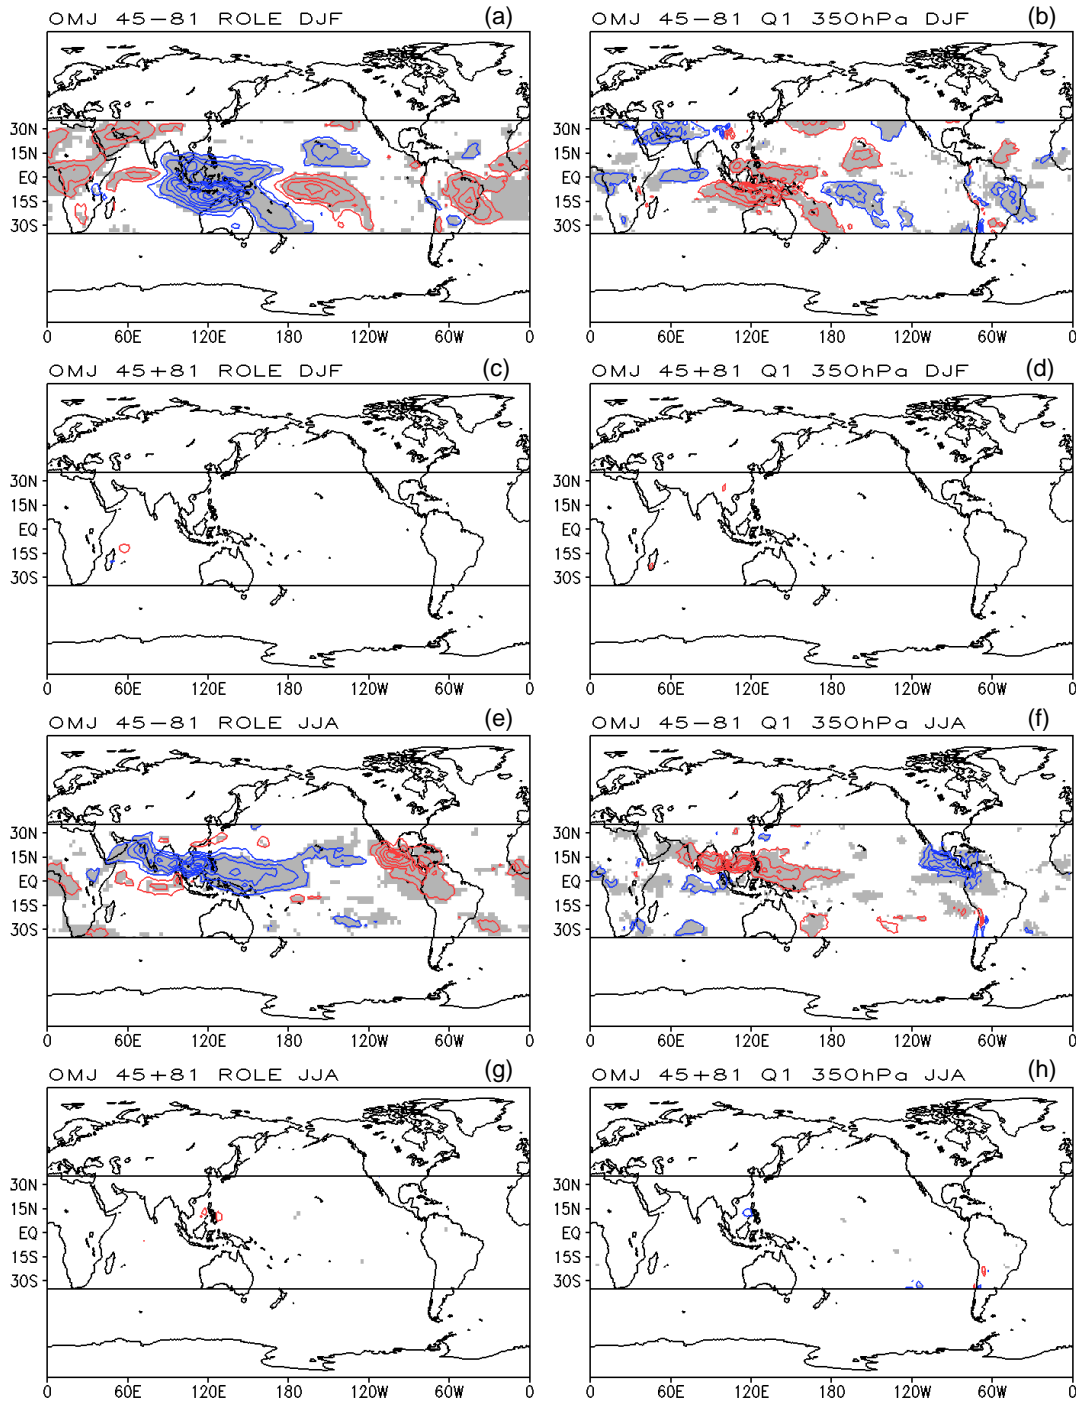 OMJ 45-81 ROLE DJF (a)
OMJ 45-81 Q1 350hPa DJF (b)
30N
15N
EQ
15S
30S
0 60E 120E 180 120W 60W 0
30N
15N
EQ
15S
30S
0 60E 120E 180 120W 60W 0
OMJ 45+81 ROLE DJF (c)
OMJ 45+81 Q1 350hPa DJF (d)
30N
15N
EQ
15S
30S
0 60E 120E 180 120W 60W 0
30N
15N
EQ
15S
30S
0 60E 120E 180 120W 60W 0
OMJ 45-81 ROLE JJA (e)
OMJ 45-81 Q1 350hPa JJA (f)
30N
15N
EQ
15S
30S
0 60E 120E 180 120W 60W 0
30N
15N
EQ
15S
30S
0 60E 120E 180 120W 60W 0
OMJ 45+81 ROLE JJA (g)
OMJ 45+81 Q1 350hPa JJA (h)
30N
15N
EQ
15S
30S
0 60E 120E 180 120W 60W 0
30N
15N
EQ
15S
30S
0 60E 120E 180 120W 60W 0